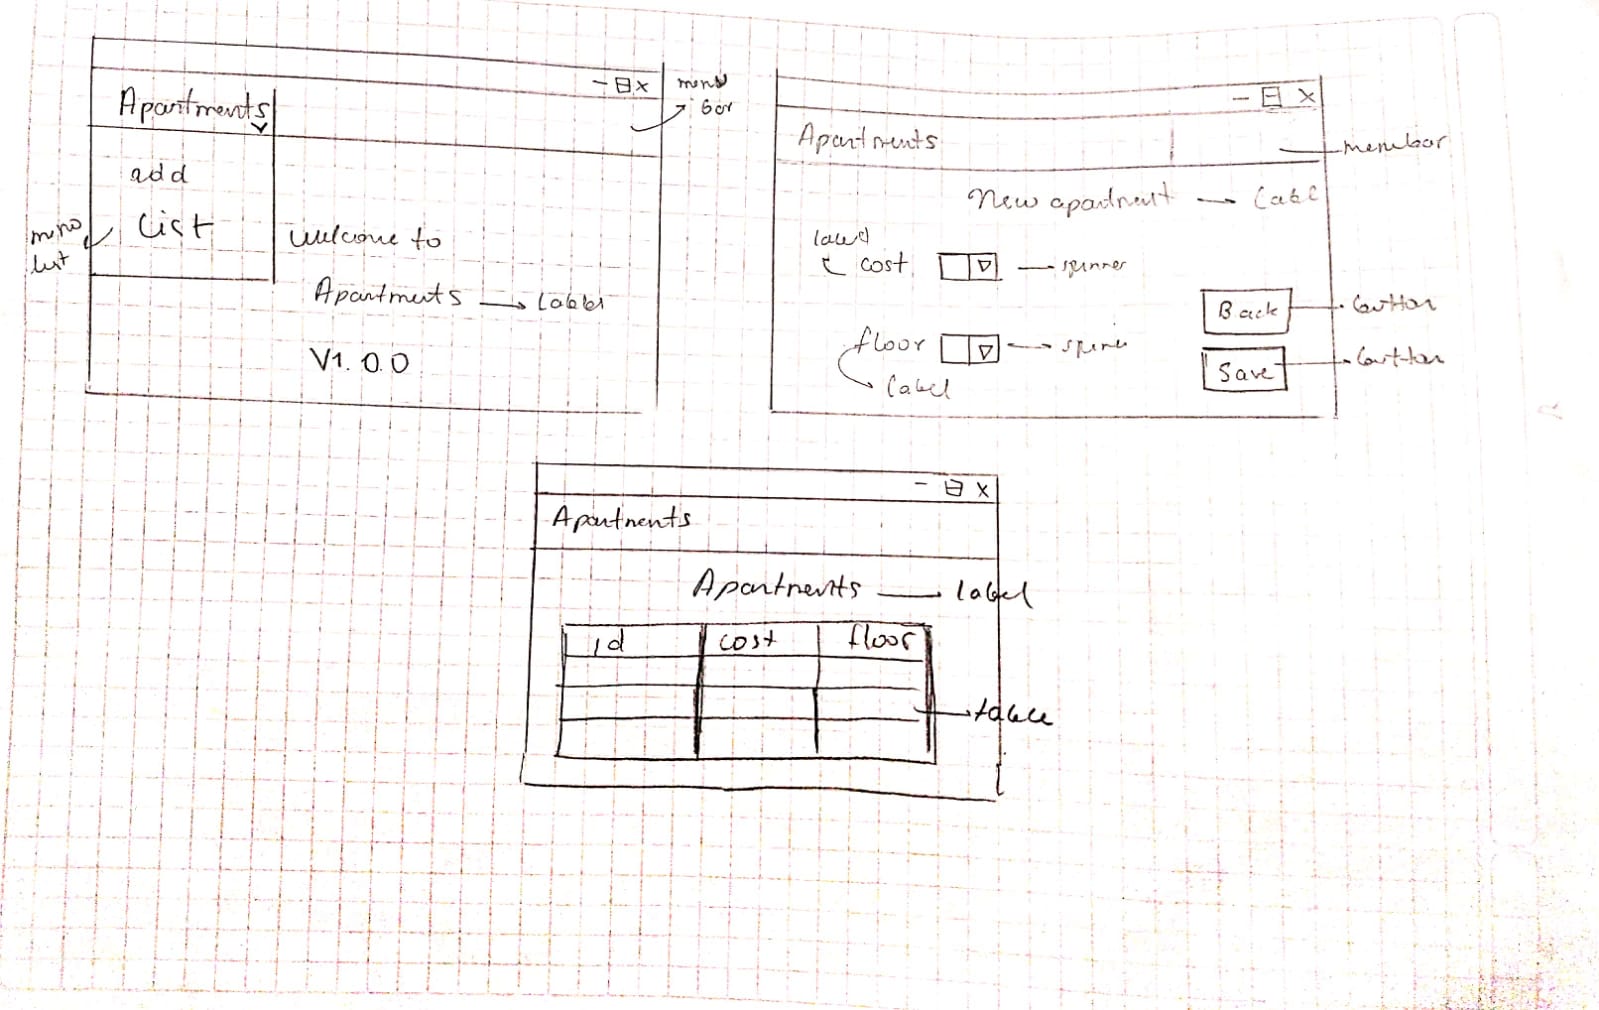 menu
bar
Apartments
add
List
menu
list
Welcome to
Apartments → Label
V1.0.0
Apartments
menubar
New apartment → Label
label
cost
spinner
Back
button
floor
spiner
label
Save
button
Apartments
Apartments label
id cost floor
table